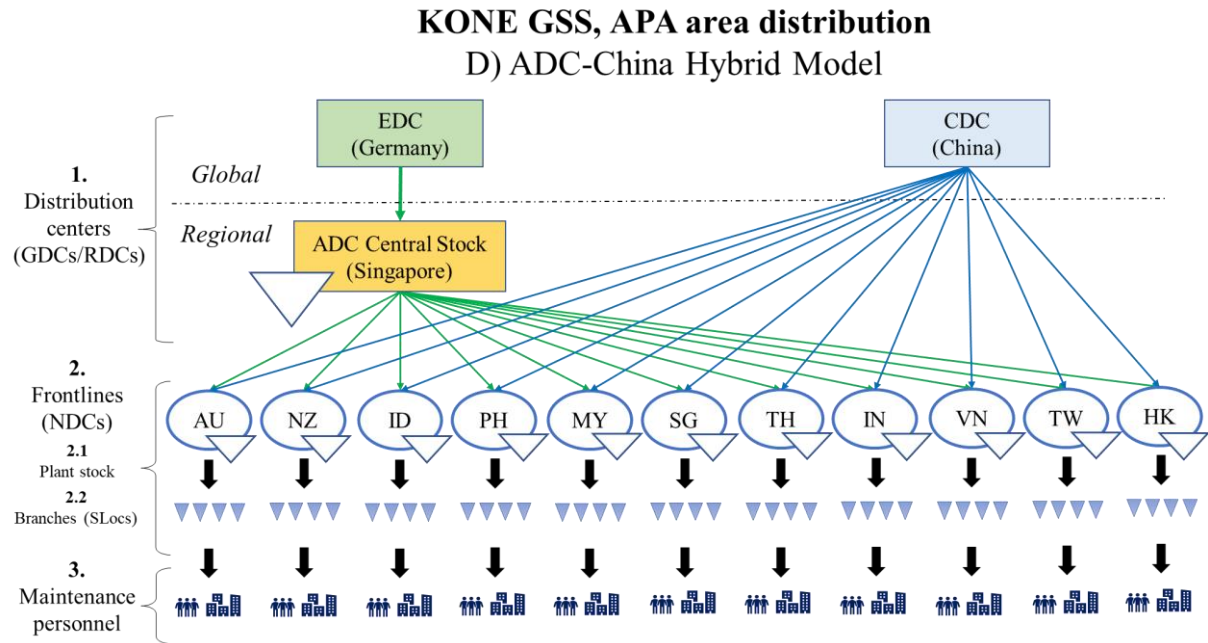 KONE GSS, APA area distribution
D) ADC-China Hybrid Model
EDC
(Germany)
CDC
(China)
1.
Distribution
centers
(GDCs/RDCs)
Global
Regional
ADC Central Stock
(Singapore)
2.
Frontlines
(NDCs)
AU
NZ
ID
PH
MY
SG
TH
IN
VN
TW
HK
2.1
Plant stock
2.2
Branches (SLocs)
3.
Maintenance
personnel